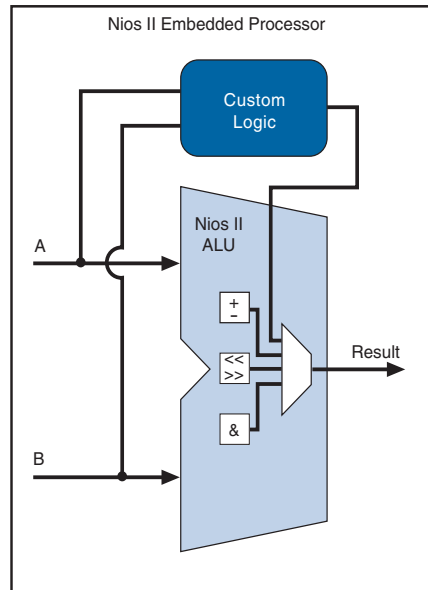 Nios II Embedded Processor
Custom
Logic
Nios II
ALU
A
+
–
<<
>>
Result
&
B